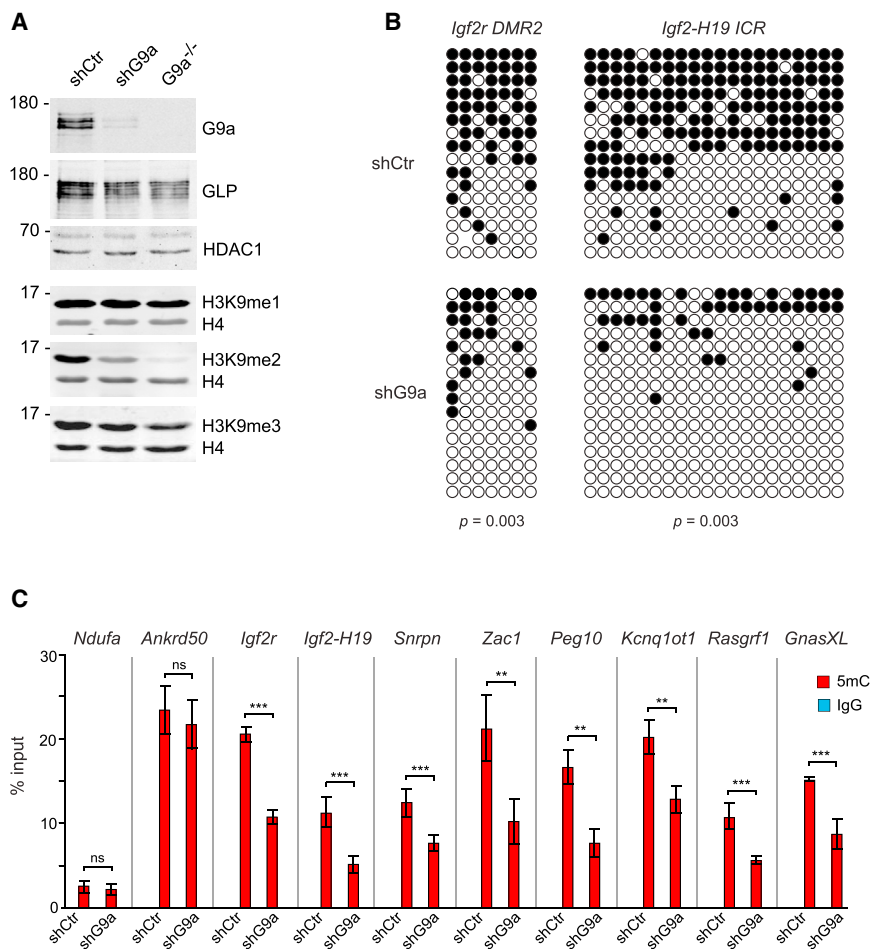 A
shCtr
shG9a
G9a-/-
180 -
G9a
180 -
GLP
70 -
HDAC1
17 -
H3K9me1
H4
17 -
H3K9me2
H4
17 -
H3K9me3
H4
B
Igf2r DMR2
Igf2-H19 ICR
shCtr
shG9a
p = 0.003
p = 0.003
C
Ndufa Ankrd50 Igf2r Igf2-H19 Snrpn Zac1 Peg10 Kcnq1ot1 Rasgrf1 GnasXL
% input
30
20
10
0
ns
ns
***
***
***
**
**
**
***
***
5mC
IgG
shCtr shG9a shCtr shG9a shCtr shG9a shCtr shG9a shCtr shG9a shCtr shG9a shCtr shG9a shCtr shG9a shCtr shG9a shCtr shG9a